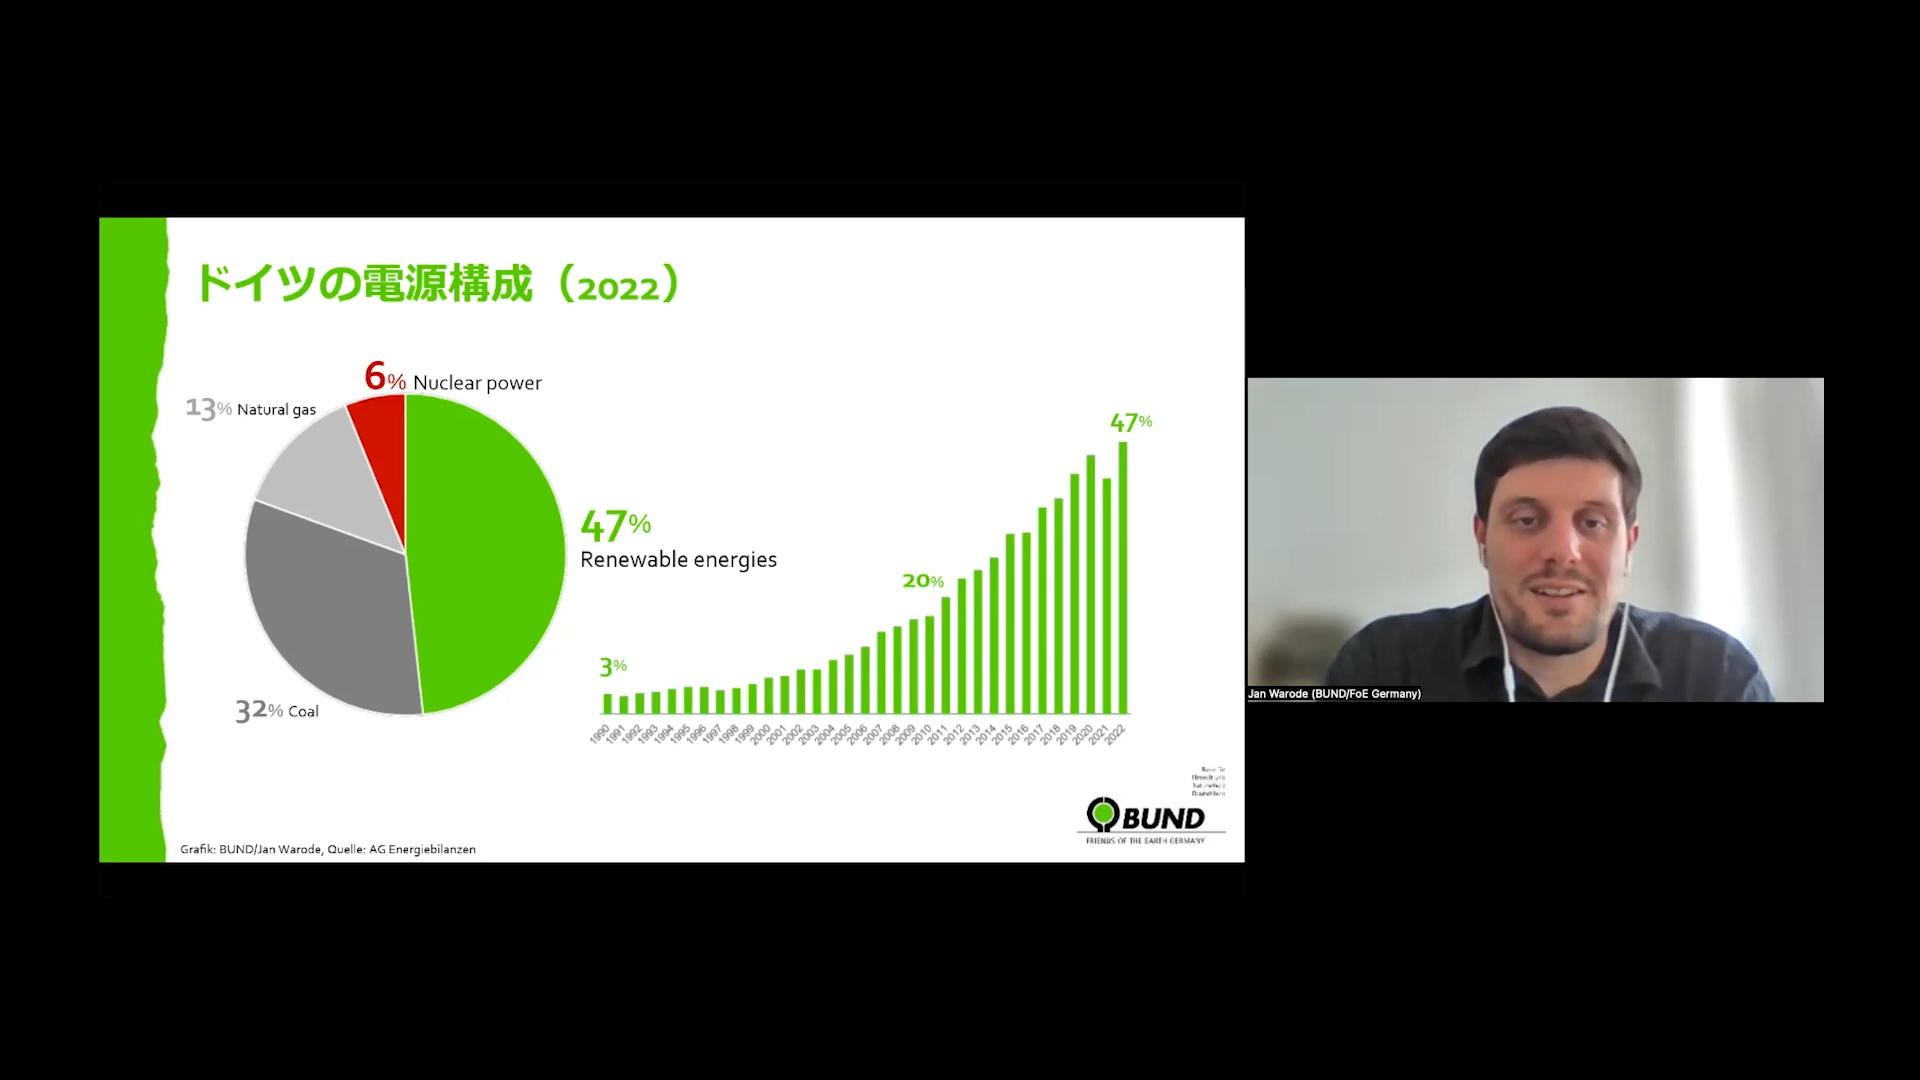 ドイツの電源構成（2022）
6% Nuclear power
13% Natural gas
47%
Renewable energies
32% Coal
47%
20%
3%
1990 1991 1992 1993 1994 1995 1996 1997 1998 1999 2000 2001 2002 2003 2004 2005 2006 2007 2008 2009 2010 2011 2012 2013 2014 2015 2016 2017 2018 2019 2020 2021 2022
BUND
FRIENDS OF THE EARTH GERMANY
Grafik: BUND/Jan Warode, Quelle: AG Energiebilanzen
Jan Warode (BUND/FoE Germany)